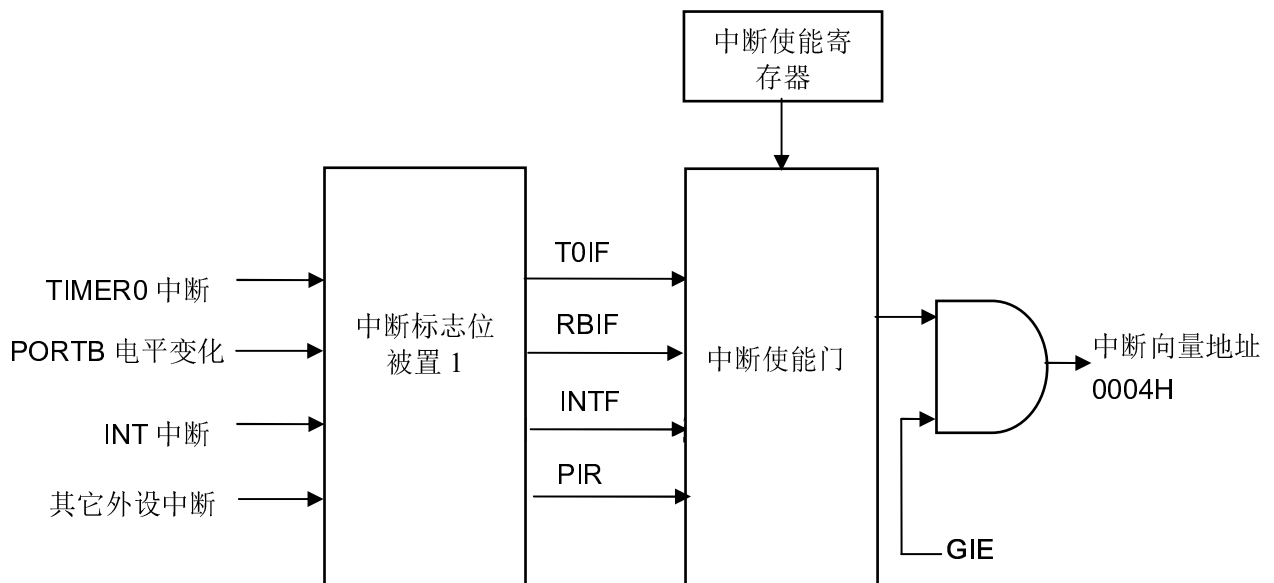 中断使能寄
存器
TIMER0 中断
PORTB 电平变化
INT 中断
其它外设中断
中断标志位
被置 1
T0IF
RBIF
INTF
PIR
中断使能门
中断向量地址
0004H
GIE